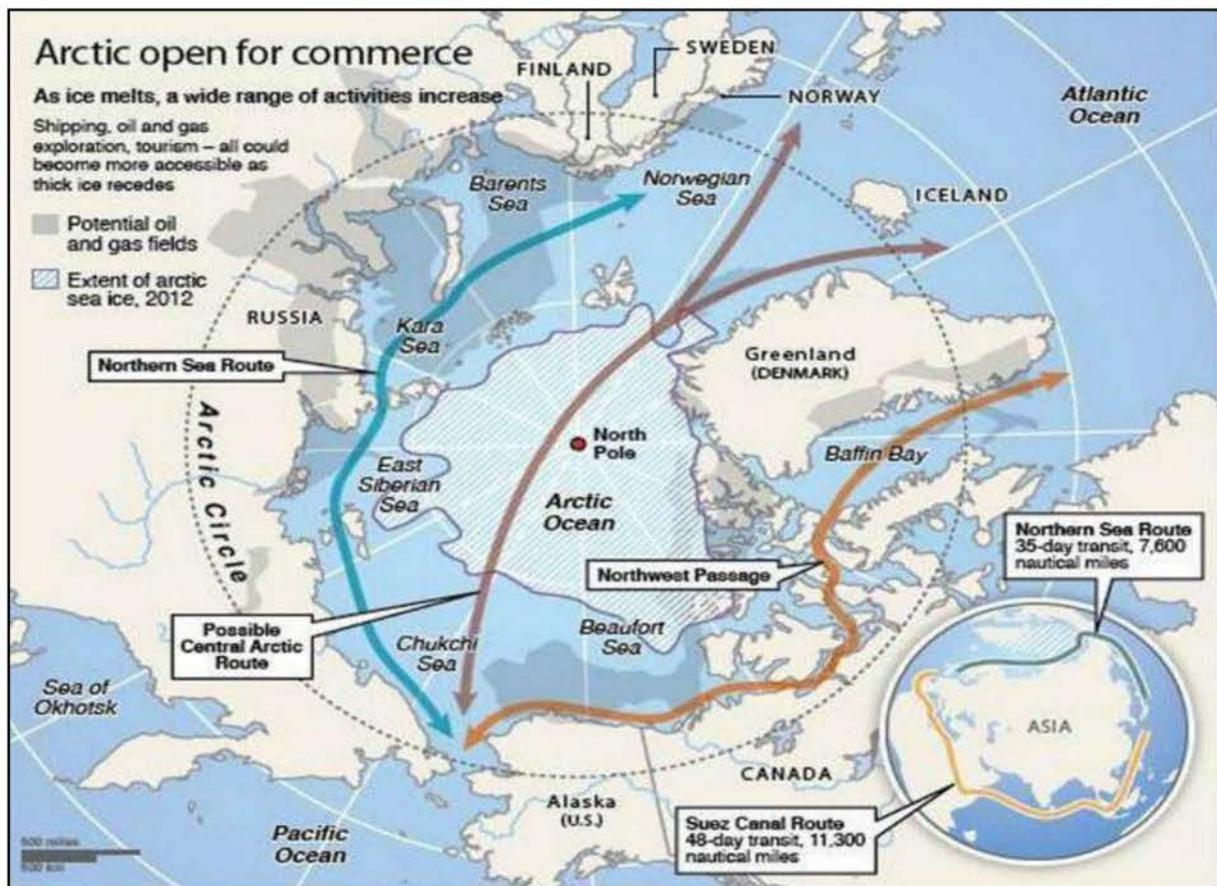 Arctic open for commerce
As ice melts, a wide range of activities increase
Shipping, oil and gas
exploration, tourism – all could
become more accessible as
thick ice recedes
Potential oil
and gas fields
Extent of arctic
sea ice, 2012
FINLAND
SWEDEN
NORWAY
Atlantic
Ocean
Barents
Sea
Norwegian
Sea
ICELAND
RUSSIA
Kara
Sea
Northern Sea Route
Greenland
(DENMARK)
Arctic Circle
North
Pole
Baffin Bay
East
Siberian
Sea
Arctic
Ocean
Northern Sea Route
35-day transit, 7,600
nautical miles
Northwest Passage
Possible
Central Arctic
Route
Chukchi
Sea
Beaufort
Sea
Sea of
Okhotsk
ASIA
CANADA
Alaska
(U.S.)
Suez Canal Route
48-day transit, 11,300
nautical miles
Pacific
Ocean
500 miles
500 km